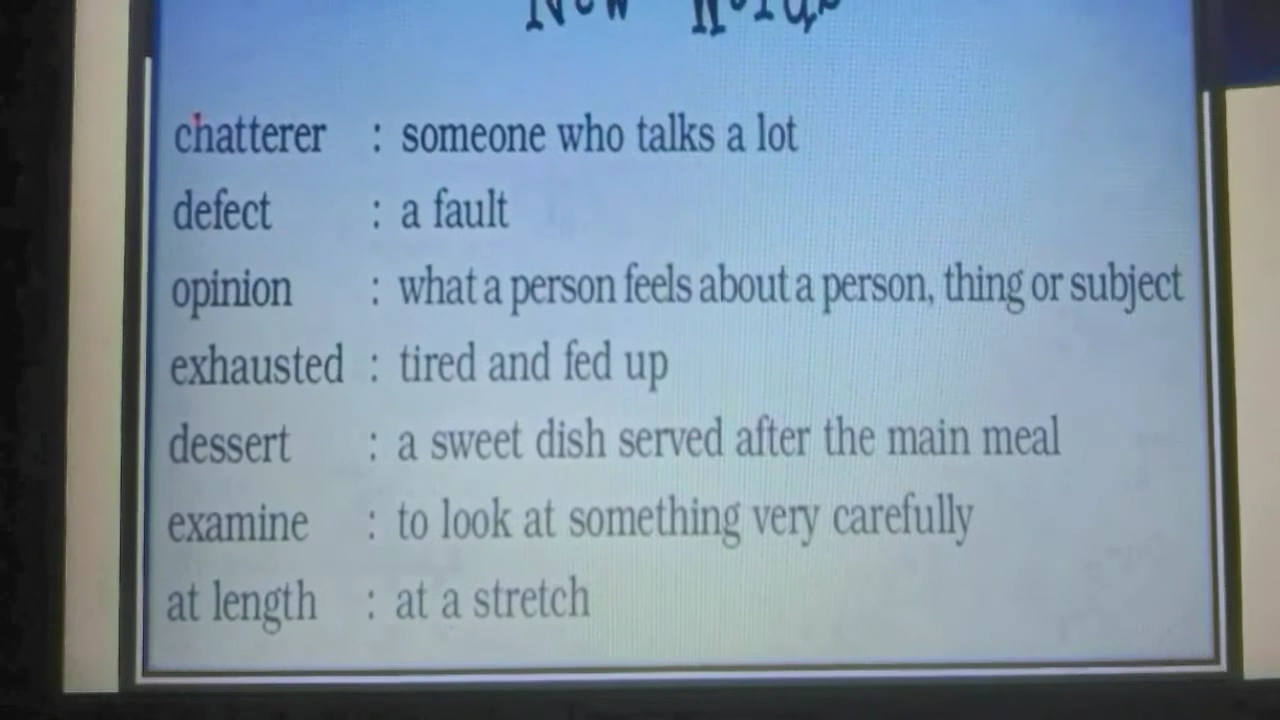 New Words
chatterer : someone who talks a lot
defect : a fault
opinion : what a person feels about a person, thing or subject
exhausted : tired and fed up
dessert : a sweet dish served after the main meal
examine : to look at something very carefully
at length : at a stretch